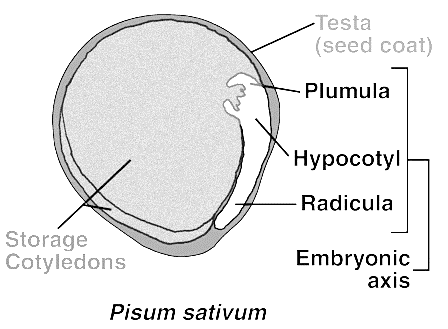 Testa
(seed coat)
Plumula
Hypocotyl
Radicula
Embryonic
axis
Storage
Cotyledons
Pisum sativum